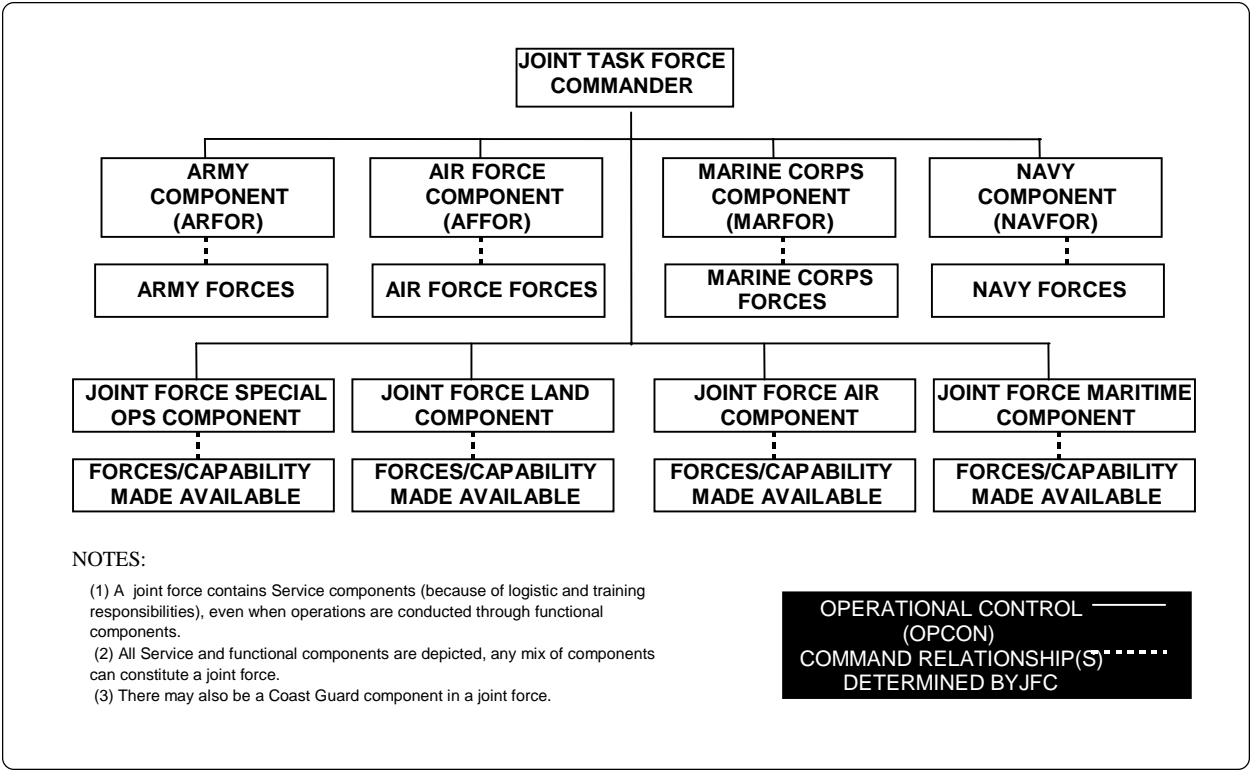 JOINT TASK FORCE
COMMANDER
ARMY
COMPONENT
(ARFOR)
AIR FORCE
COMPONENT
(AFFOR)
MARINE CORPS
COMPONENT
(MARFOR)
NAVY
COMPONENT
(NAVFOR)
ARMY FORCES
AIR FORCE FORCES
MARINE CORPS
FORCES
NAVY FORCES
JOINT FORCE SPECIAL
OPS COMPONENT
JOINT FORCE LAND
COMPONENT
JOINT FORCE AIR
COMPONENT
JOINT FORCE MARITIME
COMPONENT
FORCES/CAPABILITY
MADE AVAILABLE
FORCES/CAPABILITY
MADE AVAILABLE
FORCES/CAPABILITY
MADE AVAILABLE
FORCES/CAPABILITY
MADE AVAILABLE
NOTES:
(1) A joint force contains Service components (because of logistic and training
responsibilities), even when operations are conducted through functional
components.
(2) All Service and functional components are depicted, any mix of components
can constitute a joint force.
(3) There may also be a Coast Guard component in a joint force.
OPERATIONAL CONTROL
(OPCON)
COMMAND RELATIONSHIP(S)
DETERMINED BYJFC